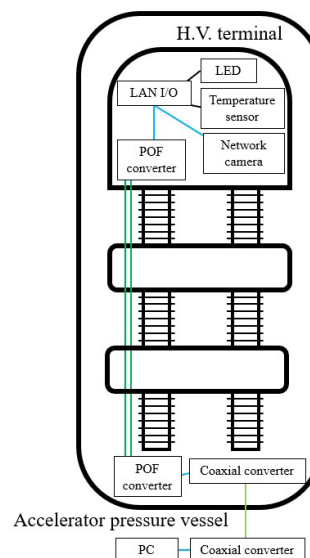 H.V. terminal
LED
LAN I/O
Temperature
sensor
Network
camera
POF
converter
POF
converter
Coaxial converter
Accelerator pressure vessel
PC
Coaxial converter